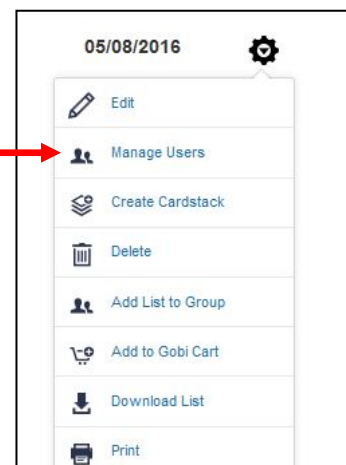 05/08/2016
Edit
Manage Users
Create Cardstack
Delete
Add List to Group
Add to Gobi Cart
Download List
Print